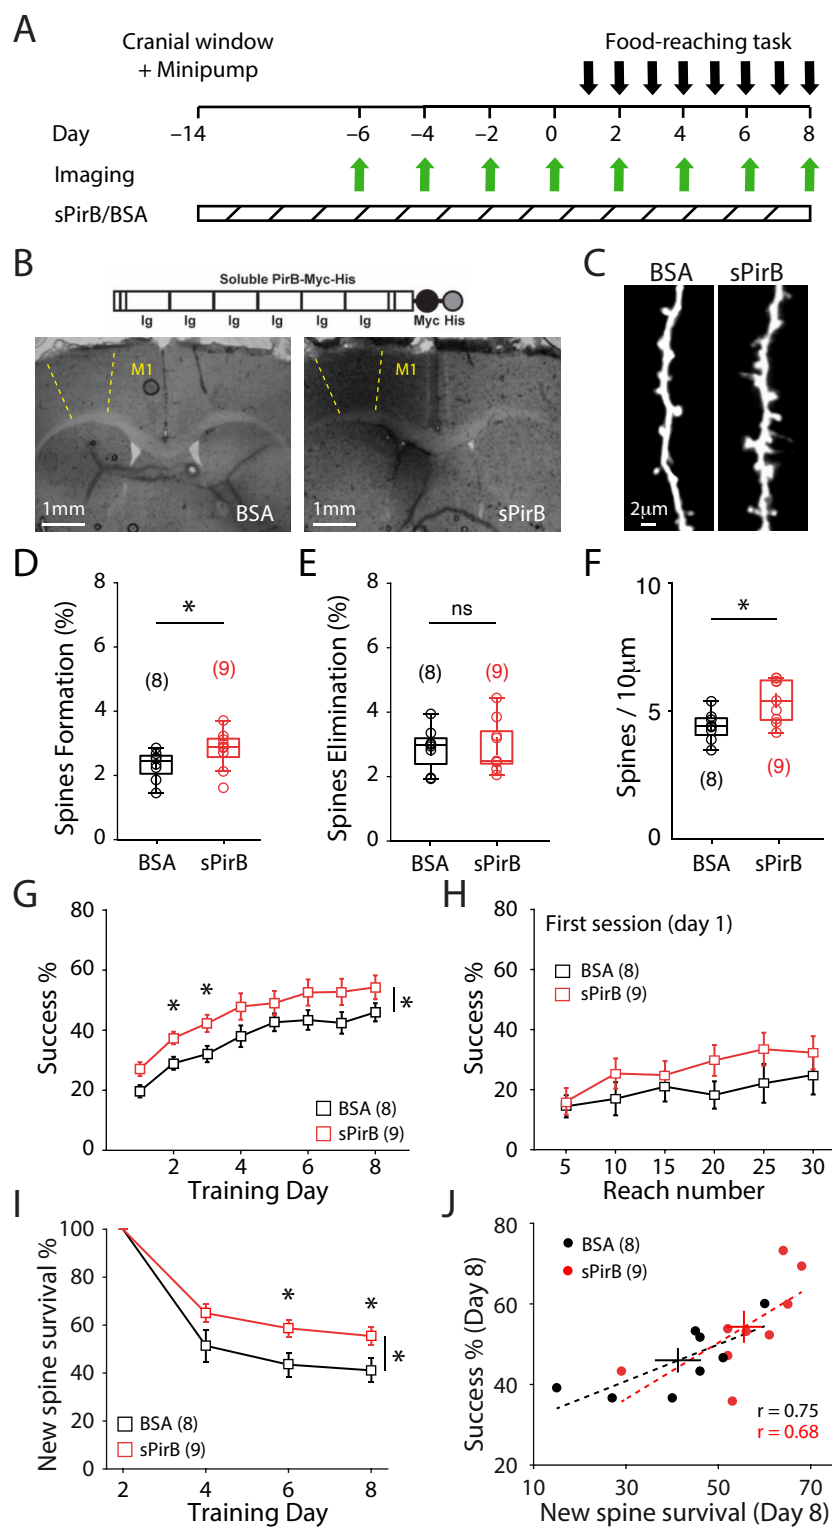 A
Cranial window
+ Minipump
Food-reaching task
Day
–14 –6 –4 –2 0 2 4 6 8
Imaging
sPirB/BSA
B
Soluble PirB-Myc-His
Ig Ig Ig Ig Ig Ig Myc His
M1
1mm
BSA
M1
1mm
sPirB
C
BSA sPirB
2µm
D
Spines Formation (%)
8
6
4
2
0
*
(8)
(9)
BSA sPirB
E
Spines Elimination (%)
8
6
4
2
0
ns
(8)
(9)
BSA sPirB
F
Spines / 10µm
10
5
0
*
(8)
(9)
BSA sPirB
G
Success %
80
60
40
20
0
* *
*
BSA (8)
sPirB (9)
2 4 6 8
Training Day
H
First session (day 1)
Success %
80
60
40
20
0
BSA (8)
sPirB (9)
5 10 15 20 25 30
Reach number
I
New spine survival %
100
80
60
40
20
0
* *
*
BSA (8)
sPirB (9)
2 4 6 8
Training Day
J
Success % (Day 8)
80
60
40
20
BSA (8)
sPirB (9)
r = 0.75
r = 0.68
10 30 50 70
New spine survival (Day 8)